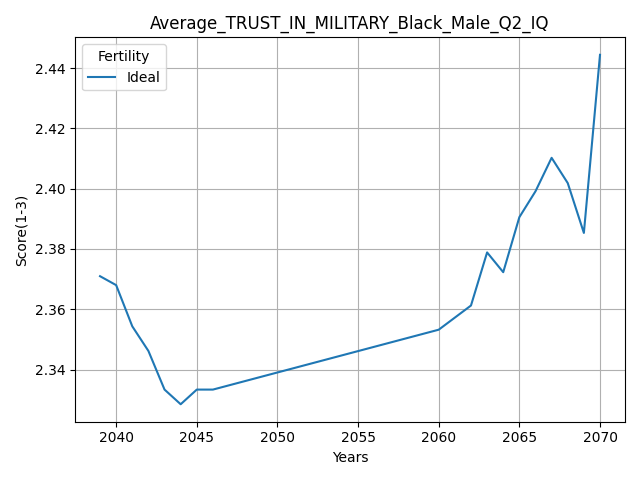 Average_TRUST_IN_MILITARY_Black_Male_Q2_IQ
Fertility
Ideal
Score(1-3)
2.44
2.42
2.40
2.38
2.36
2.34
2040 2045 2050 2055 2060 2065 2070
Years